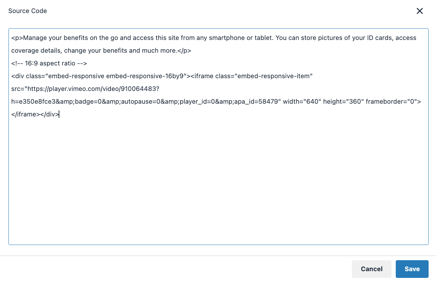 Source Code
<p>Manage your benefits on the go and access this site from any smartphone or tablet. You can store pictures of your ID cards, access
coverage details, change your benefits and much more.</p>
<!-- 16:9 aspect ratio -->
<div class="embed-responsive embed-responsive-16by9"><iframe class="embed-responsive-item"
src="https://player.vimeo.com/video/910064483?
h=e350e8fce3&amp;badge=0&amp;autopause=0&amp;player_id=0&amp;apa_id=58479" width="640" height="360" frameborder="0">
</iframe></div>
Cancel
Save